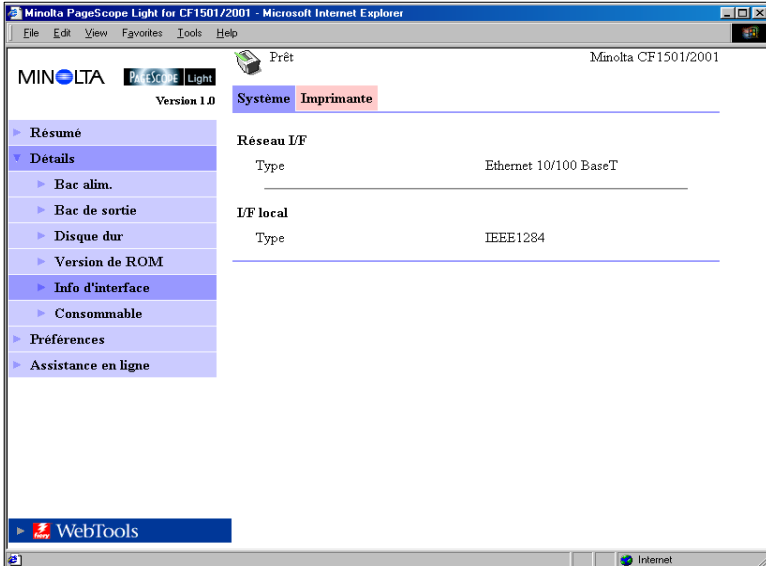 Minolta PageScope Light for CF1501/2001 - Microsoft Internet Explorer
File Edit View Favorites Tools Help
MINOLTA PAGESCOPE Light
Version 1.0
Prêt
Minolta CF1501/2001
Système Imprimante
Résumé
Détails
Bac alim.
Bac de sortie
Disque dur
Version de ROM
Info d'interface
Consommable
Préférences
Assistance en ligne
Réseau I/F
Type Ethernet 10/100 BaseT
I/F local
Type IEEE1284
fiery WebTools
Internet